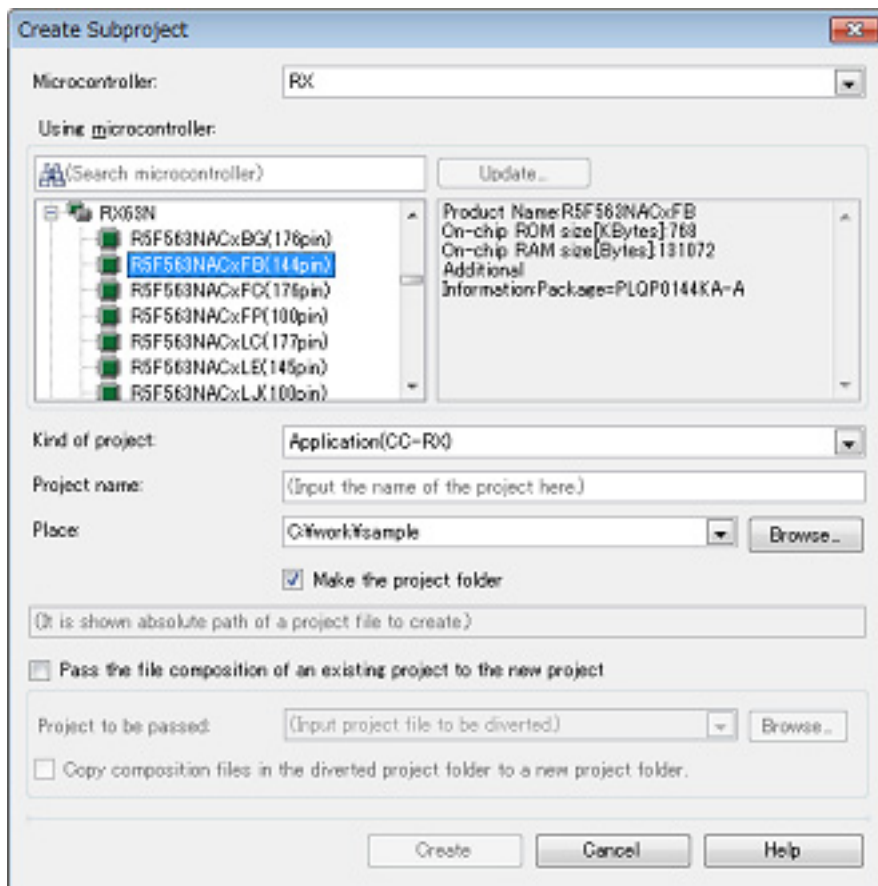 Create Subproject
Microcontroller: RX
Using microcontroller:
(Search microcontroller) Update...
RX63N
R5F563NACxBG(176pin)
R5F563NACxFB(144pin)
R5F563NACxFC(176pin)
R5F563NACxFP(100pin)
R5F563NACxLC(177pin)
R5F563NACxLE(145pin)
R5F563NACxLJ(100pin)
Product Name:R5F563NACxFB
On-chip ROM size[KBytes]:768
On-chip RAM size[Bytes]:131072
Additional
Information:Package=PLQP0144KA-A
Kind of project: Application(CC-RX)
Project name: (Input the name of the project here.)
Place: C:¥work¥sample Browse...
Make the project folder
(It is shown absolute path of a project file to create)
Pass the file composition of an existing project to the new project
Project to be passed: (Input project file to be diverted.) Browse...
Copy composition files in the diverted project folder to a new project folder.
Create Cancel Help